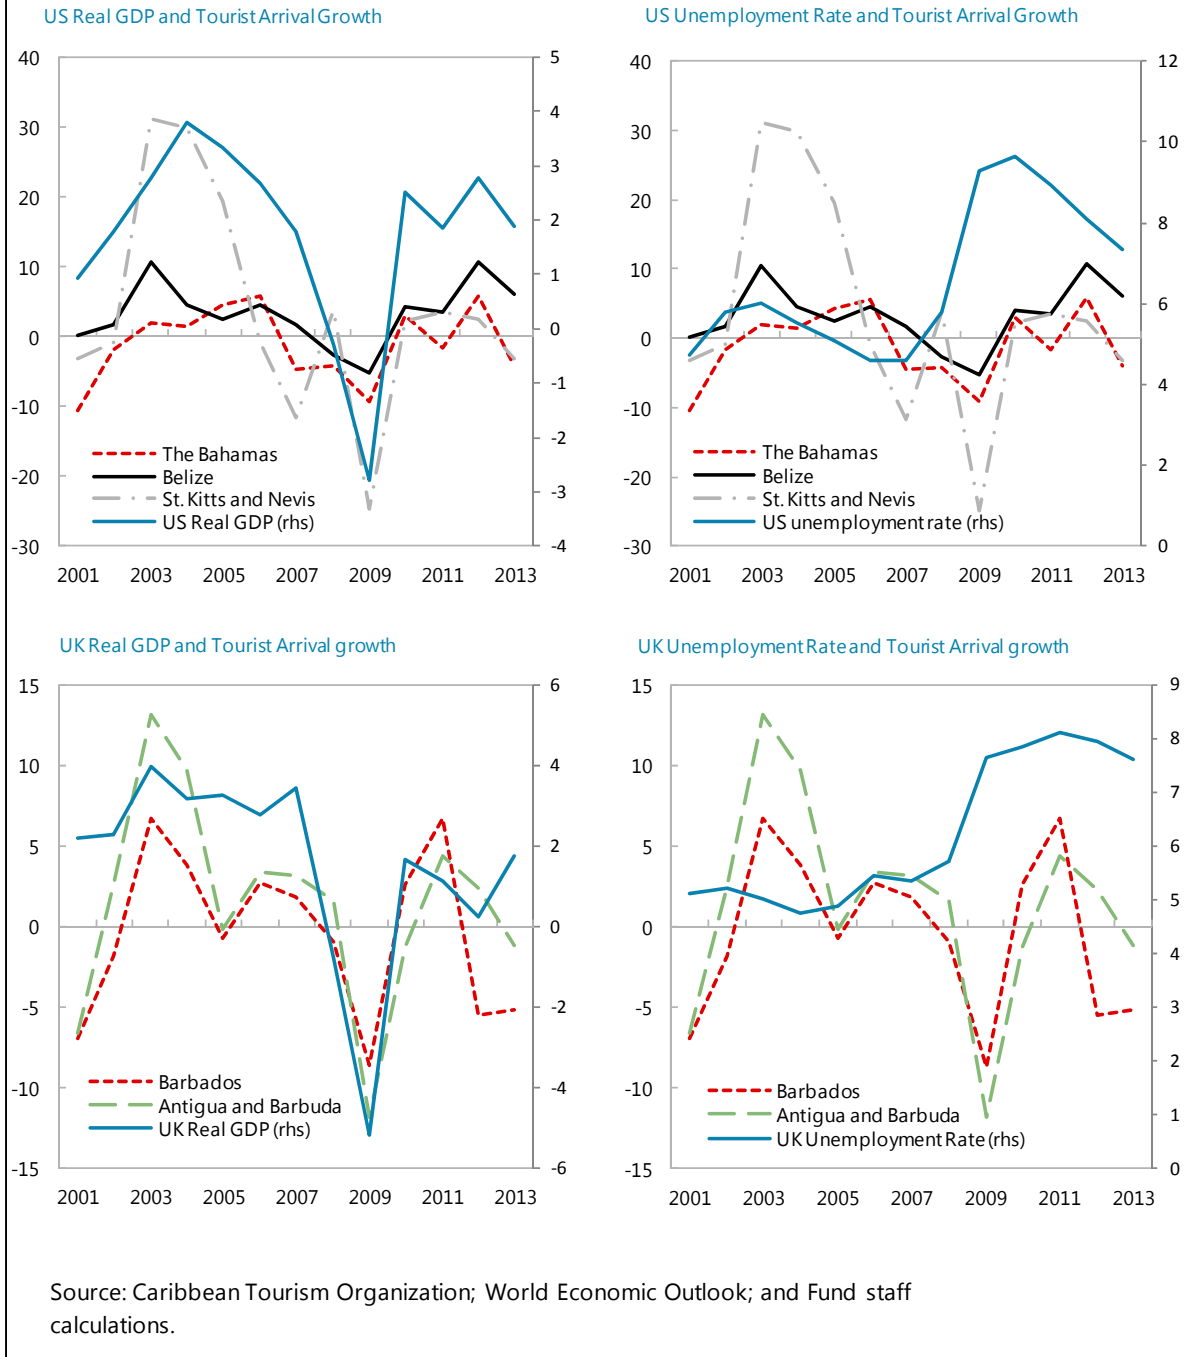 US Real GDP and Tourist Arrival Growth
40
30
20
10
0
-10
-20
-30
5
4
3
2
1
0
-1
-2
-3
-4
The Bahamas
Belize
St. Kitts and Nevis
US Real GDP (rhs)
2001 2003 2005 2007 2009 2011 2013
US Unemployment Rate and Tourist Arrival Growth
40
30
20
10
0
-10
-20
-30
12
10
8
6
4
2
0
The Bahamas
Belize
St. Kitts and Nevis
US unemployment rate (rhs)
2001 2003 2005 2007 2009 2011 2013
UK Real GDP and Tourist Arrival growth
15
10
5
0
-5
-10
-15
6
4
2
0
-2
-4
-6
Barbados
Antigua and Barbuda
UK Real GDP (rhs)
2001 2003 2005 2007 2009 2011 2013
UK Unemployment Rate and Tourist Arrival growth
15
10
5
0
-5
-10
-15
9
8
7
6
5
4
3
2
1
0
Barbados
Antigua and Barbuda
UK Unemployment Rate (rhs)
2001 2003 2005 2007 2009 2011 2013
Source: Caribbean Tourism Organization; World Economic Outlook; and Fund staff
calculations.